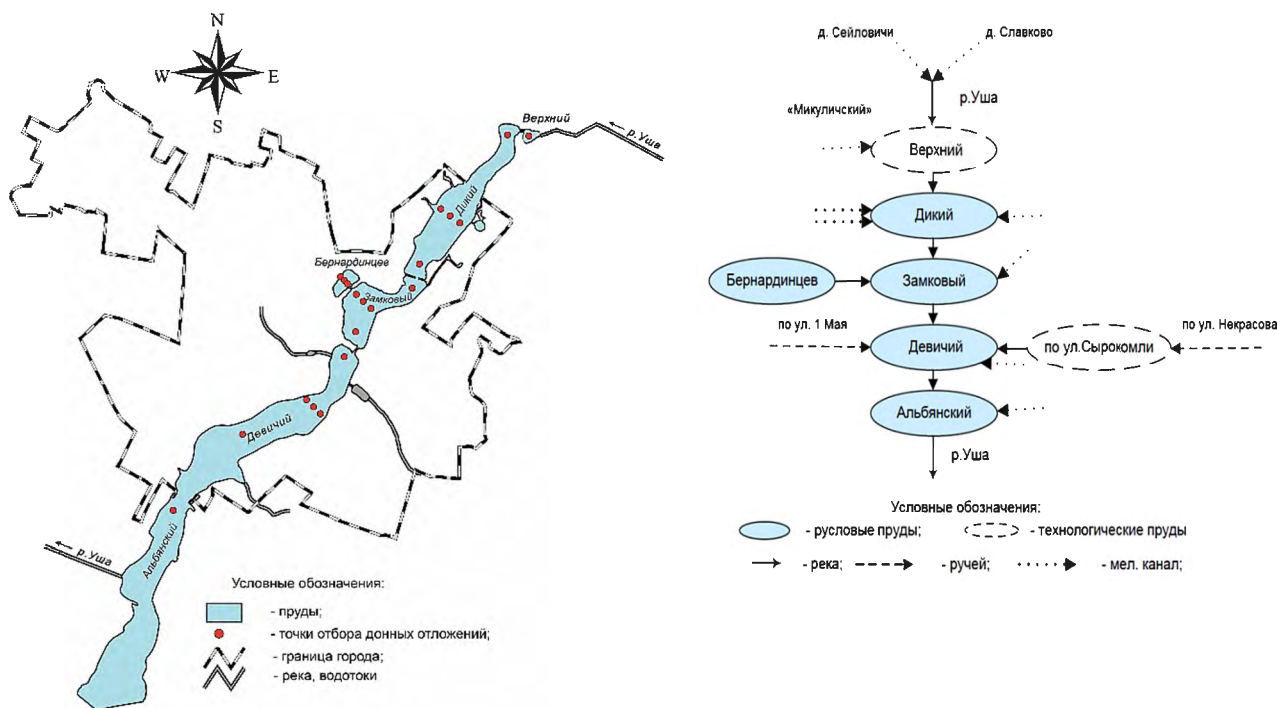 N
W
E
S
Верхний
р.Уша
Дикий
Бернардинцев
Замковый
Девичий
Альбянский
р.Уша
Условные обозначения:
- пруды;
- точки отбора донных отложений;
- граница города;
- река, водотоки
д. Сейловичи
д. Славково
р.Уша
«Микуличский»
Верхний
Дикий
Бернардинцев
Замковый
по ул. 1 Мая
Девичий
по ул.Сырокомли
по ул. Некрасова
Альбянский
р.Уша
Условные обозначения:
- русловые пруды;
- технологические пруды
- река;
- ручей;
- мел. канал;